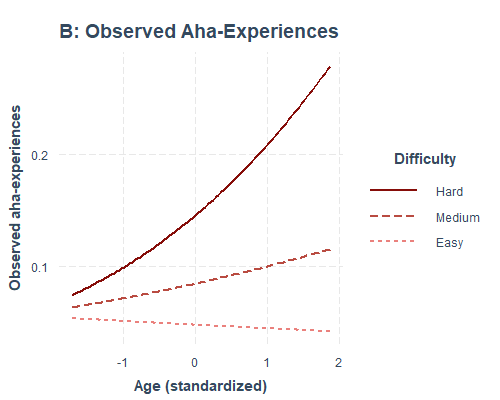 B: Observed Aha-Experiences
Observed aha-experiences
0.2
0.1
-1
0
1
2
Age (standardized)
Difficulty
Hard
Medium
Easy